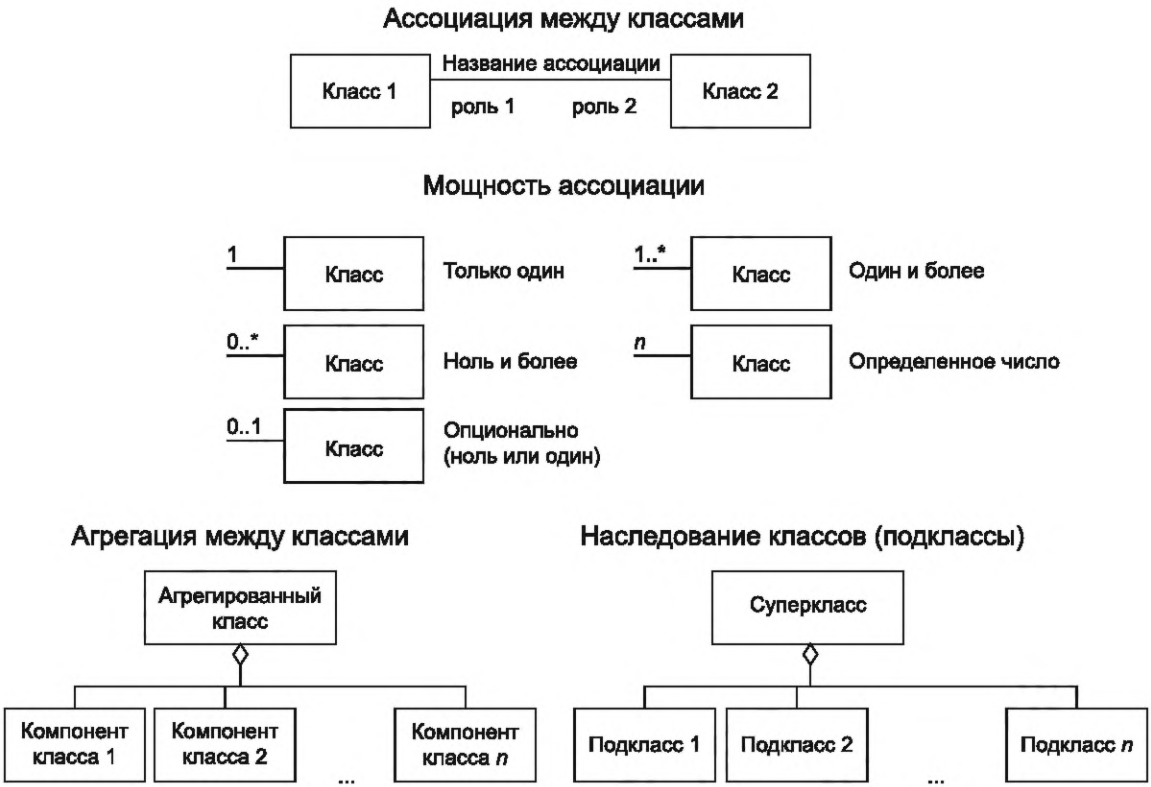 Ассоциация между классами
Класс 1
Название ассоциации
роль 1
роль 2
Класс 2
Мощность ассоциации
1
Класс
Только один
1..*
Класс
Один и более
0..*
Класс
Ноль и более
n
Класс
Определенное число
0..1
Класс
Опционально
(ноль или один)
Агрегация между классами
Агрегированный
класс
Компонент
класса 1
Компонент
класса 2
...
Компонент
класса n
Наследование классов (подклассы)
Суперкласс
Подкласс 1
Подкласс 2
...
Подкласс n